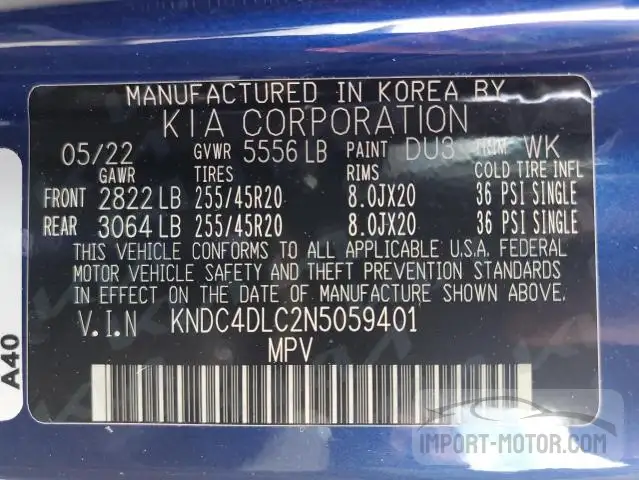 MANUFACTURED IN KOREA BY
KIA CORPORATION
05/22 GVWR 5556 LB PAINT DU3 TRIM WK
GAWR TIRES RIMS COLD TIRE INFL
FRONT 2822 LB 255/45R20 8.0JX20 36 PSI SINGLE
REAR 3064 LB 255/45R20 8.0JX20 36 PSI SINGLE
THIS VEHICLE CONFORMS TO ALL APPLICABLE U.S.A. FEDERAL
MOTOR VEHICLE SAFETY AND THEFT PREVENTION STANDARDS
IN EFFECT ON THE DATE OF MANUFACTURE SHOWN ABOVE.
V.I.N KNDC4DLC2N5059401
MPV
A40
IMPORT-MOTOR.COM